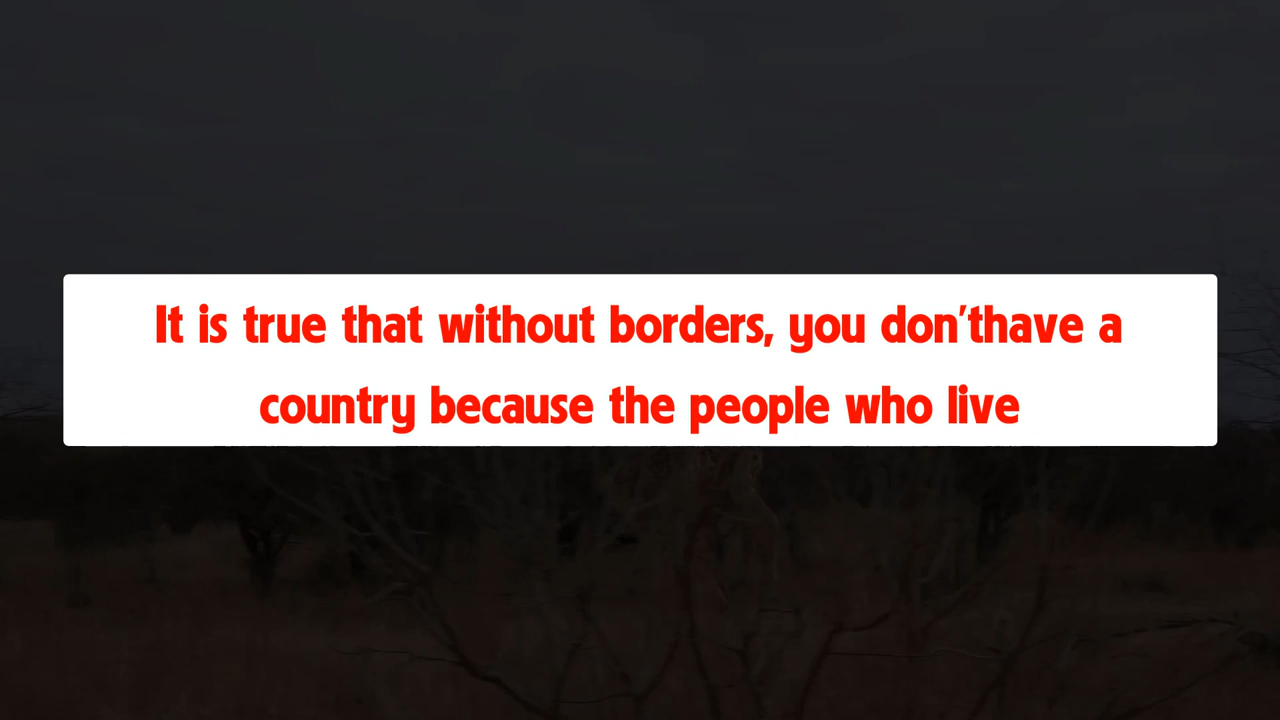 It is true that without borders, you don'thave a
country because the people who live